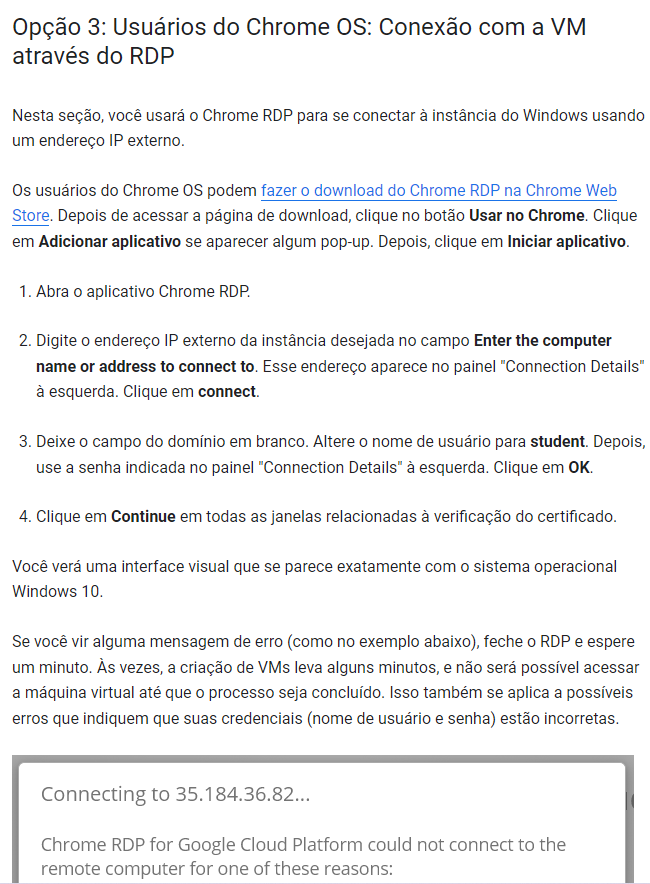 Opção 3: Usuários do Chrome OS: Conexão com a VM
através do RDP
Nesta seção, você usará o Chrome RDP para se conectar à instância do Windows usando
um endereço IP externo.
Os usuários do Chrome OS podem fazer o download do Chrome RDP na Chrome Web
Store. Depois de acessar a página de download, clique no botão Usar no Chrome. Clique
em Adicionar aplicativo se aparecer algum pop-up. Depois, clique em Iniciar aplicativo.
1. Abra o aplicativo Chrome RDP.
2. Digite o endereço IP externo da instância desejada no campo Enter the computer
name or address to connect to. Esse endereço aparece no painel "Connection Details"
à esquerda. Clique em connect.
3. Deixe o campo do domínio em branco. Altere o nome de usuário para student. Depois,
use a senha indicada no painel "Connection Details" à esquerda. Clique em OK.
4. Clique em Continue em todas as janelas relacionadas à verificação do certificado.
Você verá uma interface visual que se parece exatamente com o sistema operacional
Windows 10.
Se você vir alguma mensagem de erro (como no exemplo abaixo), feche o RDP e espere
um minuto. Às vezes, a criação de VMs leva alguns minutos, e não será possível acessar
a máquina virtual até que o processo seja concluído. Isso também se aplica a possíveis
erros que indiquem que suas credenciais (nome de usuário e senha) estão incorretas.
Connecting to 35.184.36.82...
Chrome RDP for Google Cloud Platform could not connect to the
remote computer for one of these reasons: